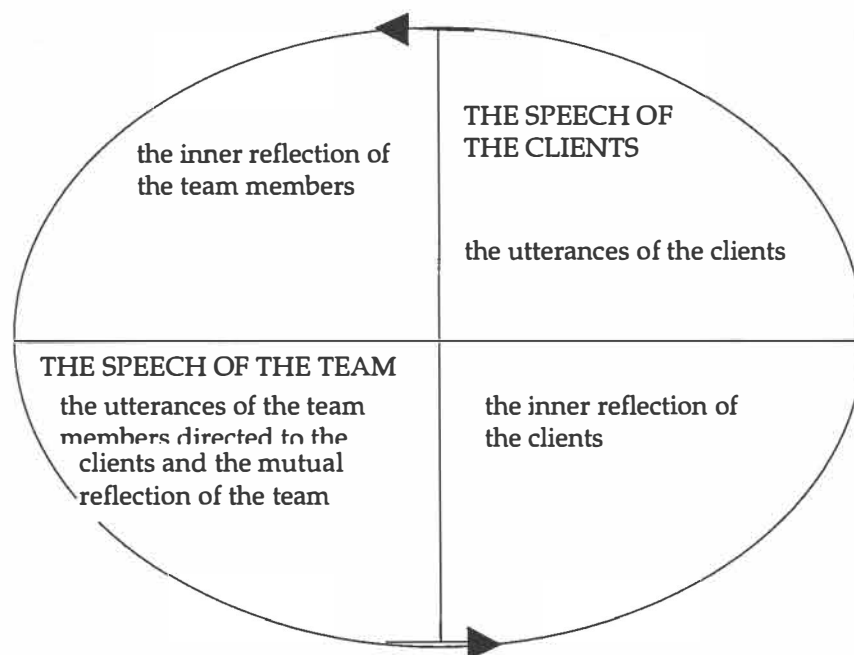 the inner reflection of
the team members
THE SPEECH OF
THE CLIENTS
the utterances of the clients
THE SPEECH OF THE TEAM
the utterances of the team
members directed to the
clients and the mutual
reflection of the team
the inner reflection of
the clients